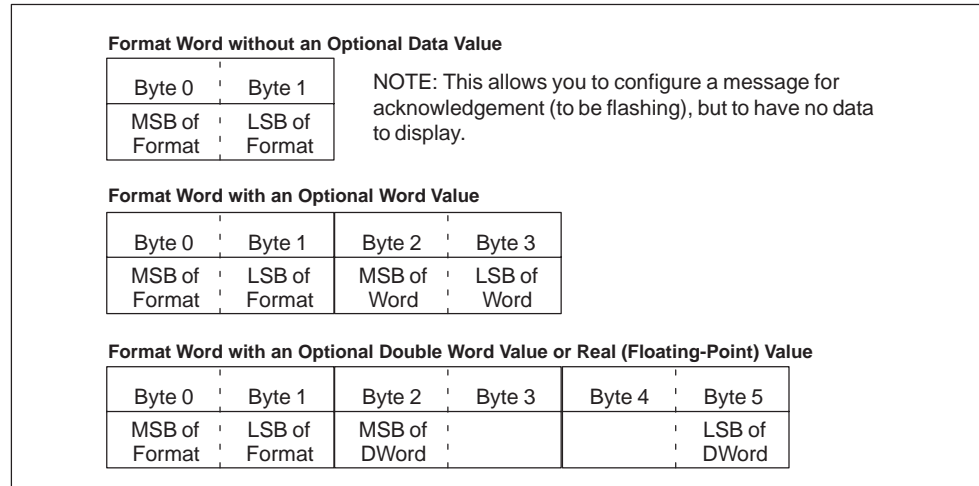 Format Word without an Optional Data Value
Byte 0 Byte 1
MSB of LSB of
Format Format
NOTE: This allows you to configure a message for
acknowledgement (to be flashing), but to have no data
to display.
Format Word with an Optional Word Value
Byte 0 Byte 1 Byte 2 Byte 3
MSB of LSB of MSB of LSB of
Format Format Word Word
Format Word with an Optional Double Word Value or Real (Floating-Point) Value
Byte 0 Byte 1 Byte 2 Byte 3 Byte 4 Byte 5
MSB of LSB of MSB of LSB of
Format Format DWord DWord